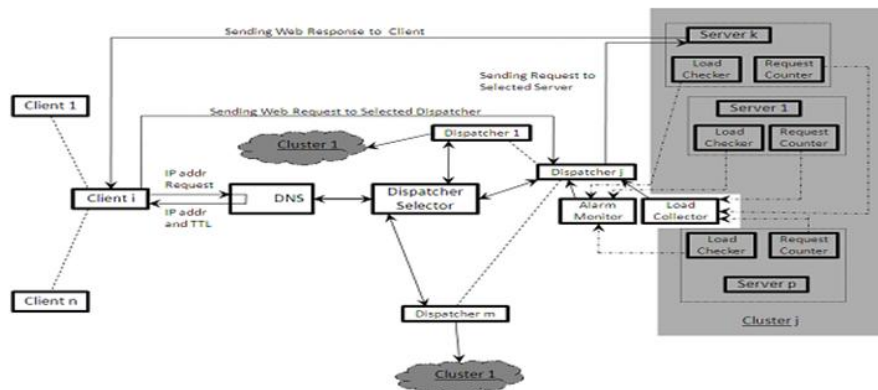 Sending Web Response to Client
Server k
Load
Checker
Request
Counter
Sending Request to
Selected Server
Client 1
Sending Web Request to Selected Dispatcher
Server 1
Load
Checker
Request
Counter
Dispatcher 1
Cluster 1
IP addr
Request
Dispatcher j
Client i
DNS
Dispatcher
Selector
Alarm
Monitor
Load
Collector
IP addr
and TTL
Load
Checker
Request
Counter
Server p
Client n
Dispatcher m
Cluster j
Cluster 1